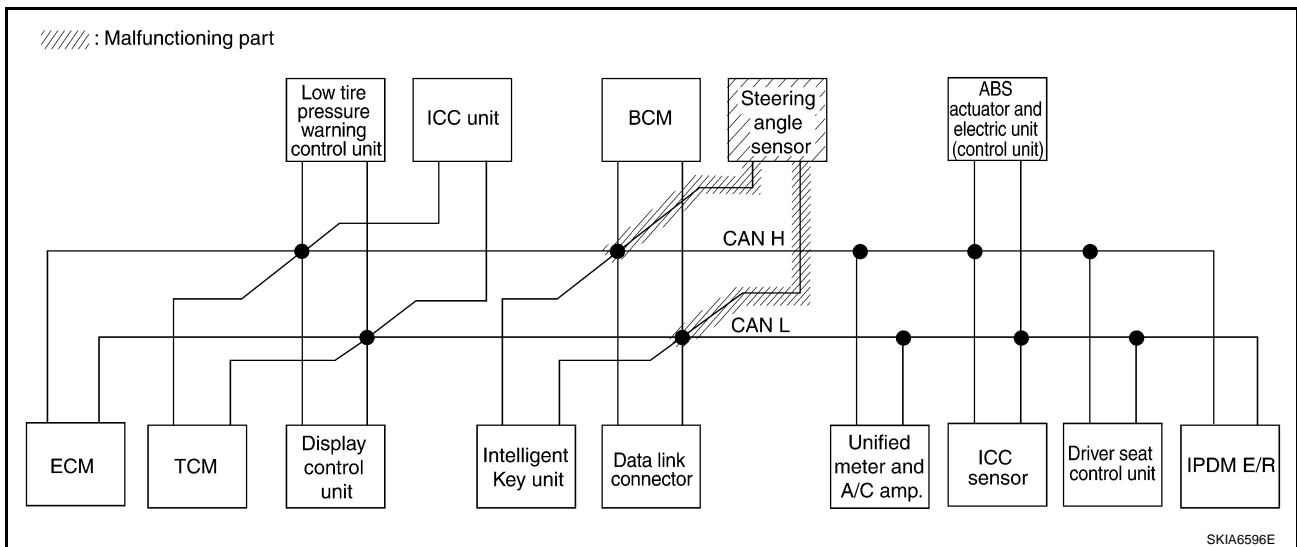 : Malfunctioning part
Low tire
pressure
warning
control unit
ICC unit
BCM
Steering
angle
sensor
ABS
actuator and
electric unit
(control unit)
CAN H
CAN L
ECM
TCM
Display
control
unit
Intelligent
Key unit
Data link
connector
Unified
meter and
A/C amp.
ICC
sensor
Driver seat
control unit
IPDM E/R
SKIA6596E